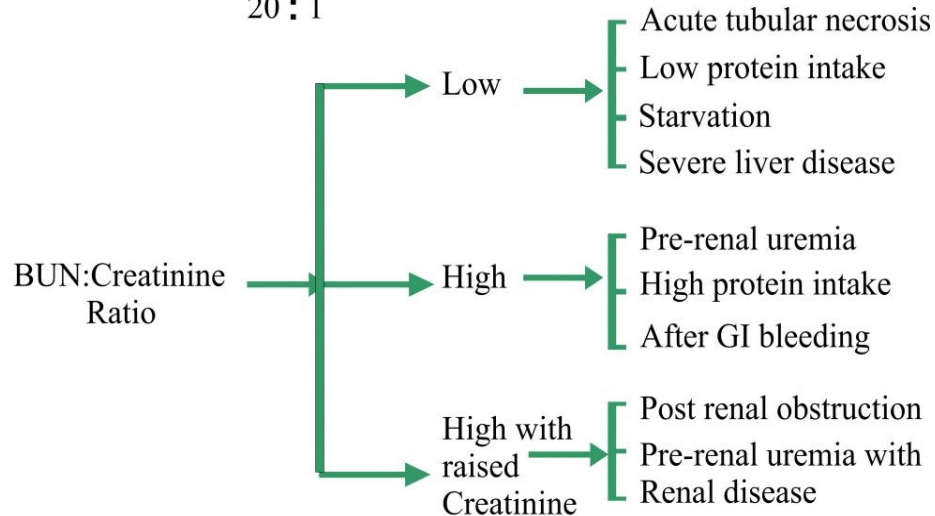 20 : 1
Low
Acute tubular necrosis
Low protein intake
Starvation
Severe liver disease
BUN:Creatinine
Ratio
High
Pre-renal uremia
High protein intake
After GI bleeding
High with
raised
Creatinine
Post renal obstruction
Pre-renal uremia with
Renal disease